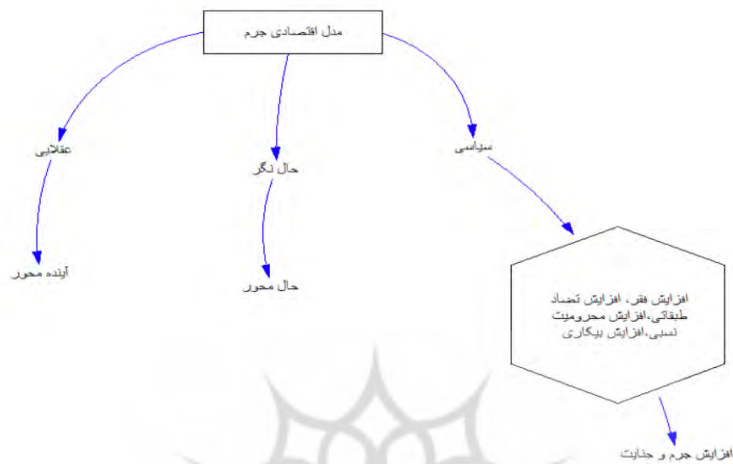 مدل اقتصادی جرم
سیاسی
عقلایی
حال نگر
آینده محور
حال محور
افزایش فقر، افزایش تضاد
طبقاتی،افزایش محرومیت
نسبی،افزایش بیکاری
افزایش جرم و جنایت